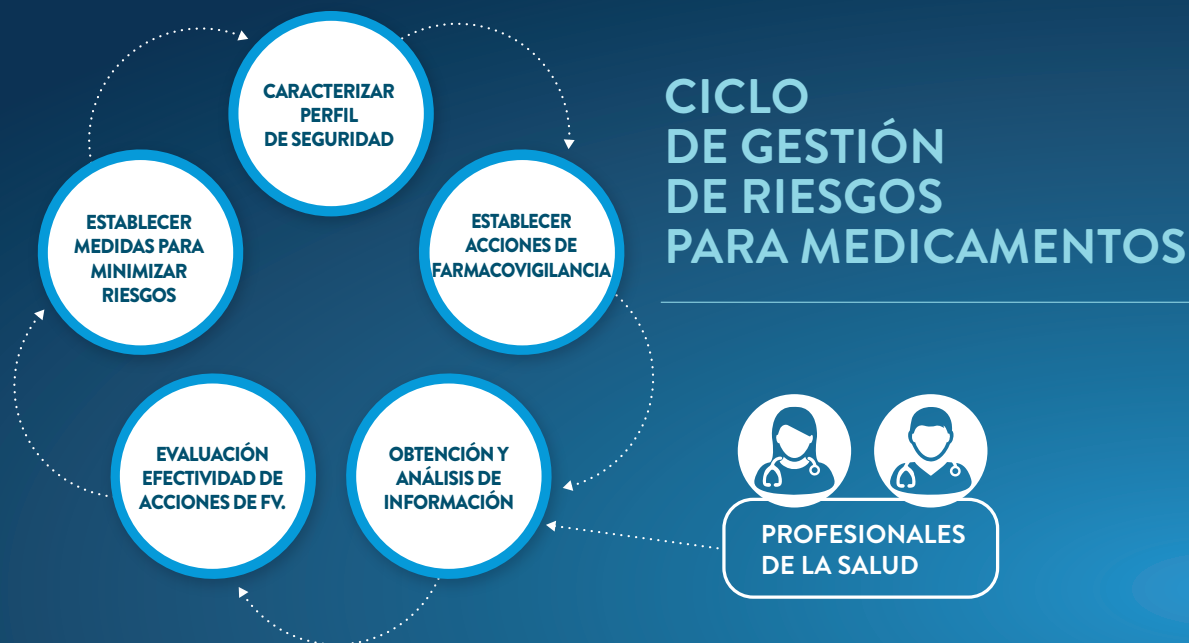 CICLO
DE GESTIÓN
DE RIESGOS
PARA MEDICAMENTOS
CARACTERIZAR
PERFIL
DE SEGURIDAD
ESTABLECER
ACCIONES DE
FARMACOVIGILANCIA
OBTENCIÓN Y
ANÁLISIS DE
INFORMACIÓN
EVALUACIÓN
EFECTIVIDAD DE
ACCIONES DE FV.
ESTABLECER
MEDIDAS PARA
MINIMIZAR
RIESGOS
PROFESIONALES
DE LA SALUD